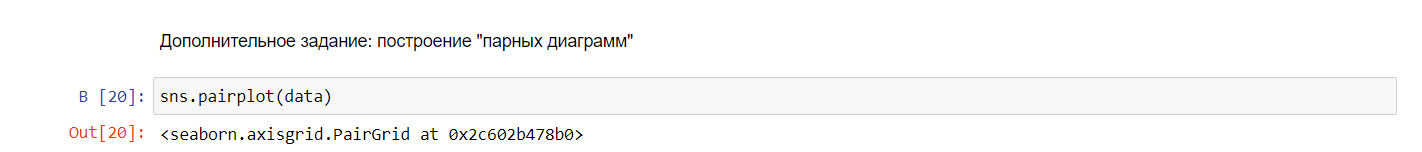 Дополнительное задание: построение "парных диаграмм"
В [20]: sns.pairplot(data)
Out[20]: <seaborn.axisgrid.PairGrid at 0x2c602b478b0>